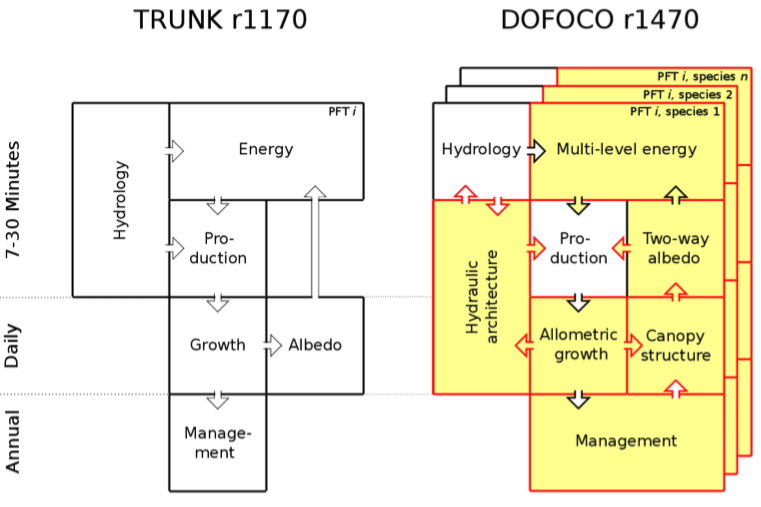 TRUNK r1170
DOFOCO r1470
7-30 Minutes
Daily
Annual
PFT i
Hydrology
Energy
Pro-
duction
Growth
Albedo
Manage-
ment
PFT i, species n
PFT i, species 2
PFT i, species 1
Hydrology
Multi-level energy
Hydraulic
architecture
Pro-
duction
Two-way
albedo
Allometric
growth
Canopy
structure
Management